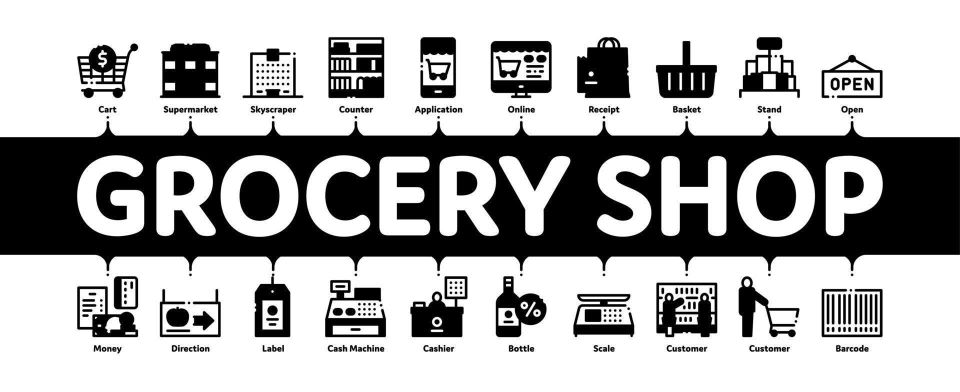 $
OPEN
Cart Supermarket Skyscraper Counter Application Online Receipt Basket Stand Open
GROCERY SHOP
%
Money Direction Label Cash Machine Cashier Bottle Scale Customer Customer Barcode